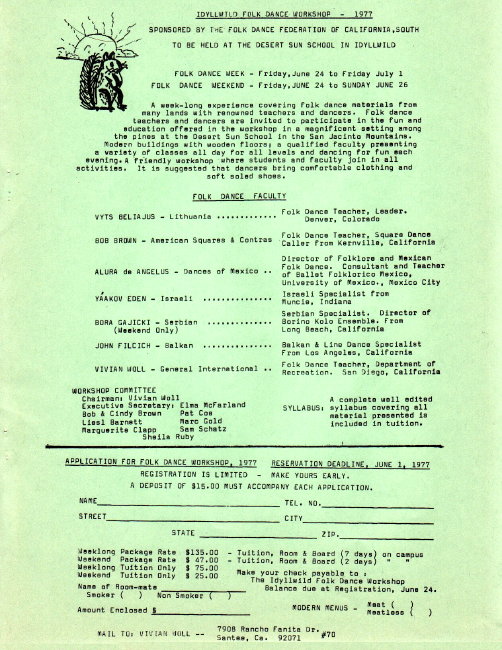 IDYLLWILD FOLK DANCE WORKSHOP - 1977
SPONSORED BY THE FOLK DANCE FEDERATION OF CALIFORNIA, SOUTH
TO BE HELD AT THE DESERT SUN SCHOOL IN IDYLLWILD
FOLK DANCE WEEK - Friday, June 24 to Friday July 1
FOLK DANCE WEEKEND - Friday, JUNE 24 to SUNDAY JUNE 26
A week-long experience covering folk dance materials from
many lands with renowned teachers and dancers. Folk dance
teachers and dancers are invited to participate in the fun and
education offered in the workshop in a magnificent setting among
the pines at the Desert Sun School in the San Jacinto Mountains.
Modern buildings with wooden floors; a qualified faculty presenting
a variety of classes all day for all levels and dancing for fun each
evening. A friendly workshop where students and faculty join in all
activities. It is suggested that dancers bring comfortable clothing and
soft soled shoes.
FOLK DANCE FACULTY
VYTS BELIAJUS - Lithuania ............. Folk Dance Teacher, Leader.
Denver, Colorado
BOB BROWN - American Squares & Contras Folk Dance Teacher, Square Dance
Caller from Kernville, California
Director of Folklore and Mexican
ALURA de ANGELUS - Dances of Mexico .. Folk Dance. Consultant and Teacher
of Ballet Folklorico Mexico,
University of Mexico., Mexico City
YAAKOV EDEN - Israeli .............. Israeli Specialist from
Muncie, Indiana
BORA GAJICKI - Serbian .............. Serbian Specialist. Director of
(Weekend Only) Borino Kolo Ensemble. From
Long Beach, California
JOHN FILCICH - Balkan .............. Balkan & Line Dance Specialist
From Los Angeles, California
VIVIAN WOLL - General International .. Folk Dance Teacher, Department of
Recreation. San Diego, California
WORKSHOP COMMITTEE
Chairman: Vivian Woll
Executive Secretary: Elma McFarland
Bob & Cindy Brown Pat Coe
Liesl Barnett Marc Gold
Marguerite Clapp Sam Schatz
Sheila Ruby
SYLLABUS: A complete well edited
syllabus covering all
material presented is
included in tuition.
APPLICATION FOR FOLK DANCE WORKSHOP, 1977 RESERVATION DEADLINE, JUNE 1, 1977
REGISTRATION IS LIMITED - MAKE YOURS EARLY.
A DEPOSIT OF $15.00 MUST ACCOMPANY EACH APPLICATION.
NAME TEL. NO.
STREET CITY
STATE ZIP.
Weeklong Package Rate $135.00 - Tuition, Room & Board (7 days) on campus
Weekend Package Rate $ 47.00 - Tuition, Room & Board (2 days) " "
Weeklong Tuition Only $ 75.00
Weekend Tuition Only $ 25.00
Make your check payable to :
The Idyllwild Folk Dance Workshop
Balance due at Registration, June 24.
Name of Room-mate
Smoker ( ) Non Smoker ( )
Amount Enclosed $
MODERN MENUS - Meat ( )
Meatless ( )
MAIL TO: VIVIAN WOLL -- 7908 Rancho Fanita Dr. #70
Santee, Ca. 92071